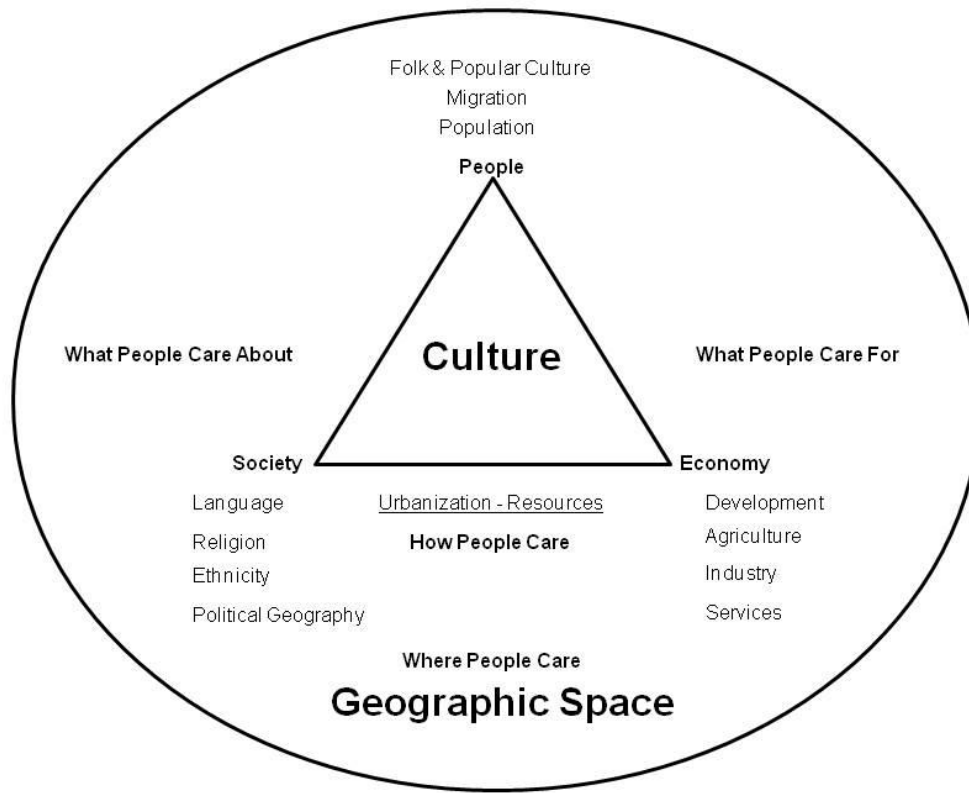 Folk & Popular Culture
Migration
Population
People
What People Care About
Culture
What People Care For
Society
Economy
Language
Urbanization - Resources
Development
Religion
How People Care
Agriculture
Ethnicity
Industry
Political Geography
Services
Where People Care
Geographic Space